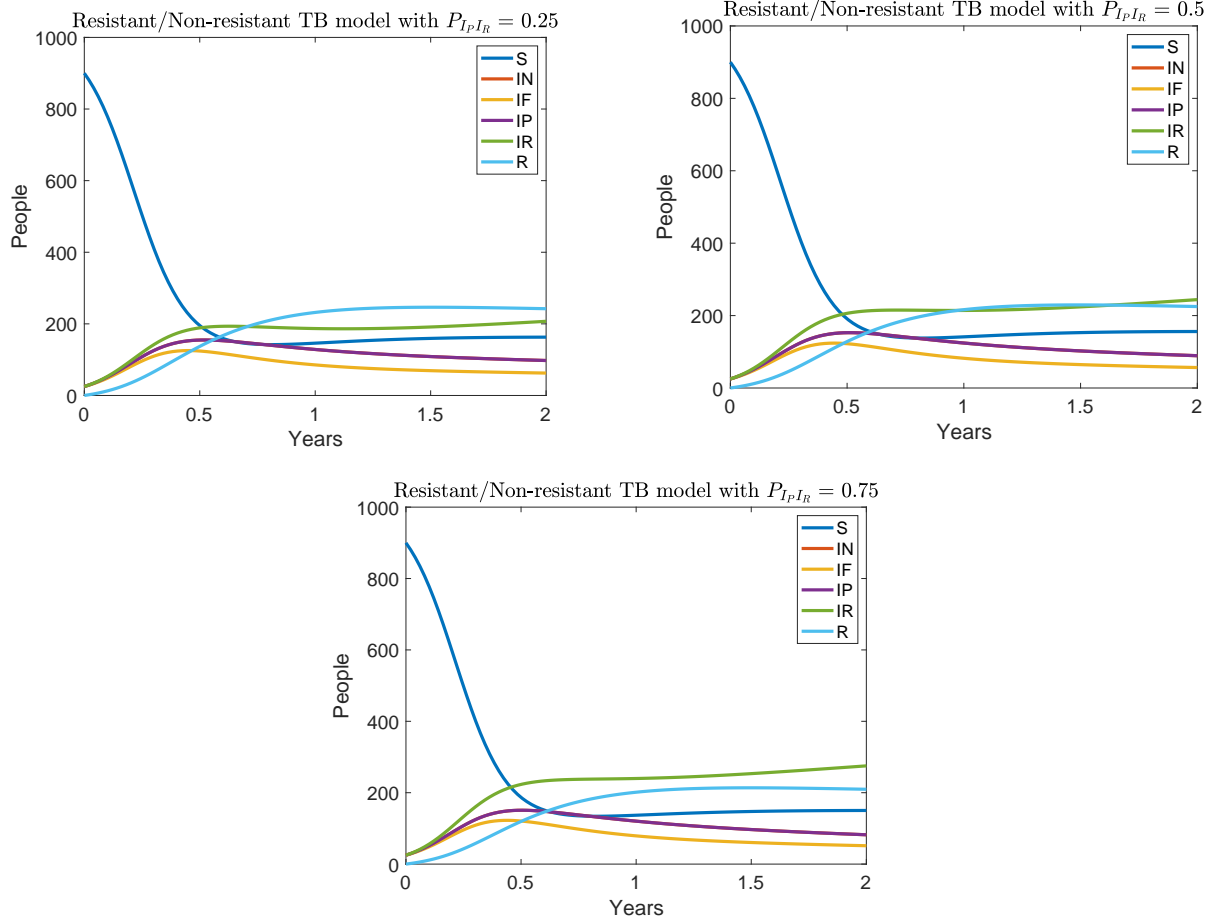 Resistant/Non-resistant TB model with $P_{I_P I_R} = 0.25$
1000
800
600
400
200
0
People
0 0.5 1 1.5 2
Years
S
IN
IF
IP
IR
R
Resistant/Non-resistant TB model with $P_{I_P I_R} = 0.5$
1000
800
600
400
200
0
People
0 0.5 1 1.5 2
Years
S
IN
IF
IP
IR
R
Resistant/Non-resistant TB model with $P_{I_P I_R} = 0.75$
1000
800
600
400
200
0
People
0 0.5 1 1.5 2
Years
S
IN
IF
IP
IR
R